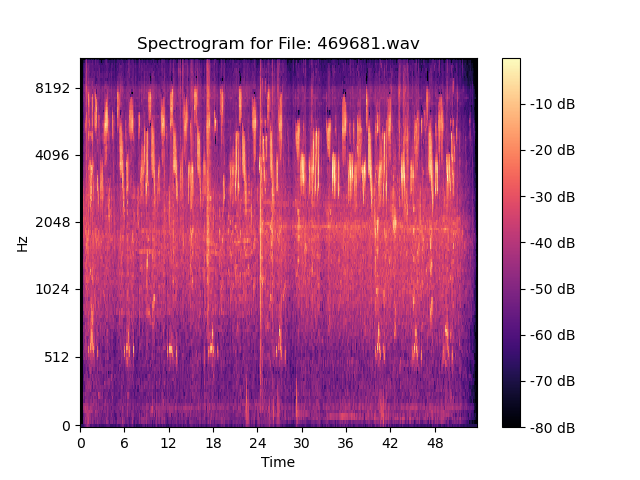 Spectrogram for File: 469681.wav
8192
4096
2048
1024
512
0
Hz
0 6 12 18 24 30 36 42 48
Time
-10 dB
-20 dB
-30 dB
-40 dB
-50 dB
-60 dB
-70 dB
-80 dB